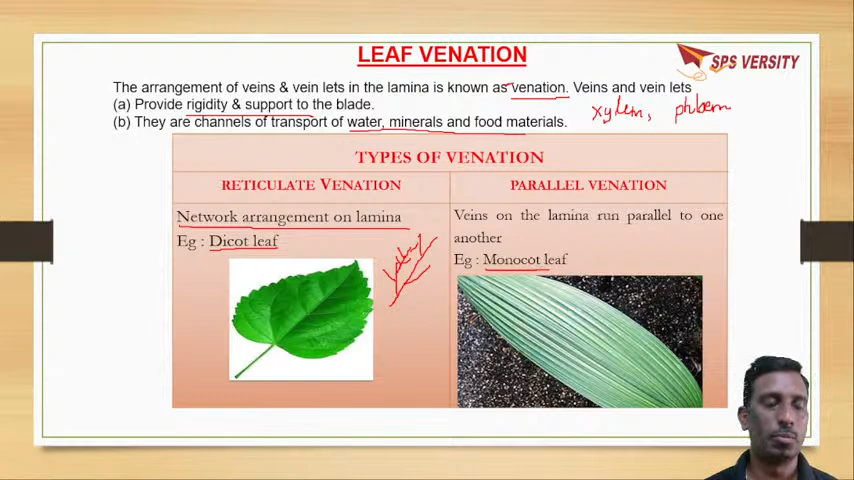 LEAF VENATION
SPS VERSITY
The arrangement of veins & vein lets in the lamina is known as venation. Veins and vein lets
(a) Provide rigidity & support to the blade.
(b) They are channels of transport of water, minerals and food materials.
xylem, phloem
TYPES OF VENATION
RETICULATE VENATION
PARALLEL VENATION
Network arrangement on lamina
Eg : Dicot leaf
Veins on the lamina run parallel to one
another
Eg : Monocot leaf